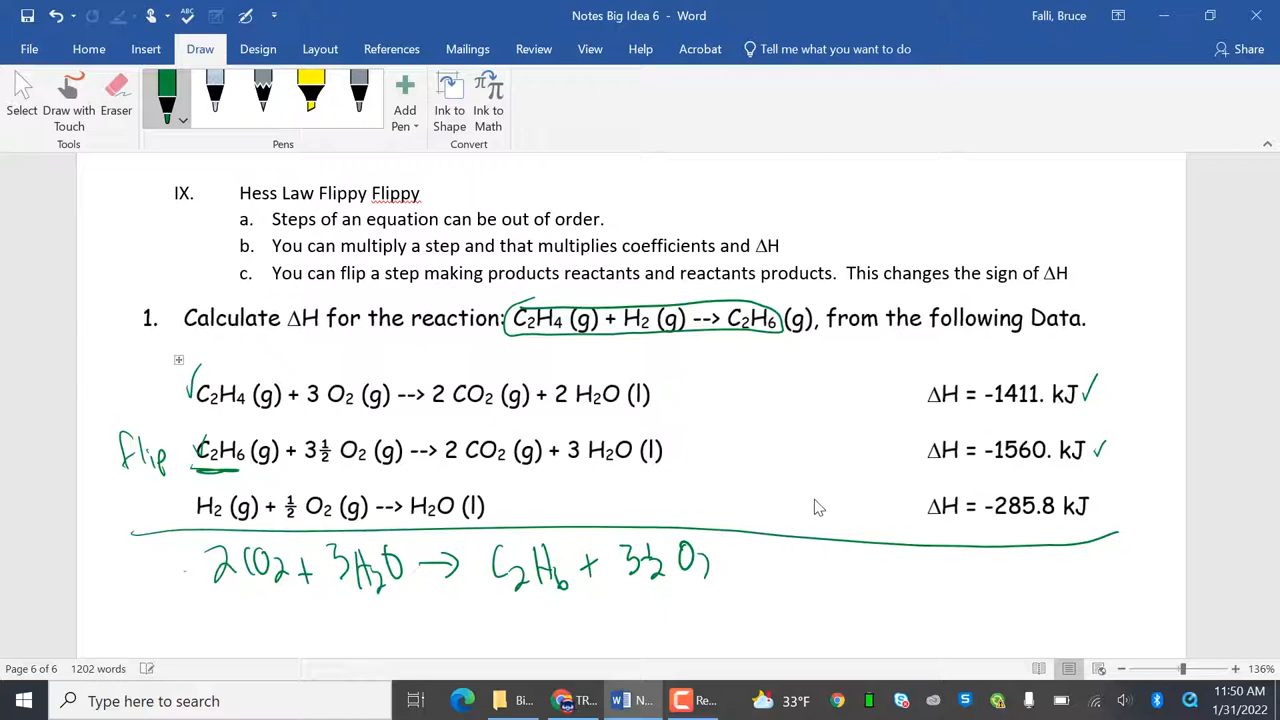 Notes Big Idea 6 - Word
Falli, Bruce
File Home Insert Draw Design Layout References Mailings Review View Help Acrobat Tell me what you want to do Share
Select Draw with Touch Eraser Add Pen Ink to Shape Ink to Math
Tools Pens Convert
IX. Hess Law Flippy Flippy
a. Steps of an equation can be out of order.
b. You can multiply a step and that multiplies coefficients and ΔH
c. You can flip a step making products reactants and reactants products. This changes the sign of ΔH
1. Calculate ΔH for the reaction: C₂H₄ (g) + H₂ (g) --> C₂H₆ (g), from the following Data.
✓ C₂H₄ (g) + 3 O₂ (g) --> 2 CO₂ (g) + 2 H₂O (l) ΔH = -1411. kJ ✓
flip ✓ C₂H₆ (g) + 3½ O₂ (g) --> 2 CO₂ (g) + 3 H₂O (l) ΔH = -1560. kJ ✓
H₂ (g) + ½ O₂ (g) --> H₂O (l) ΔH = -285.8 kJ
2CO₂ + 3H₂O → C₂H₆ + 3½ O₂
Page 6 of 6 1202 words 136%
Type here to search Bi... TR... N... Re... 33°F 11:50 AM
1/31/2022